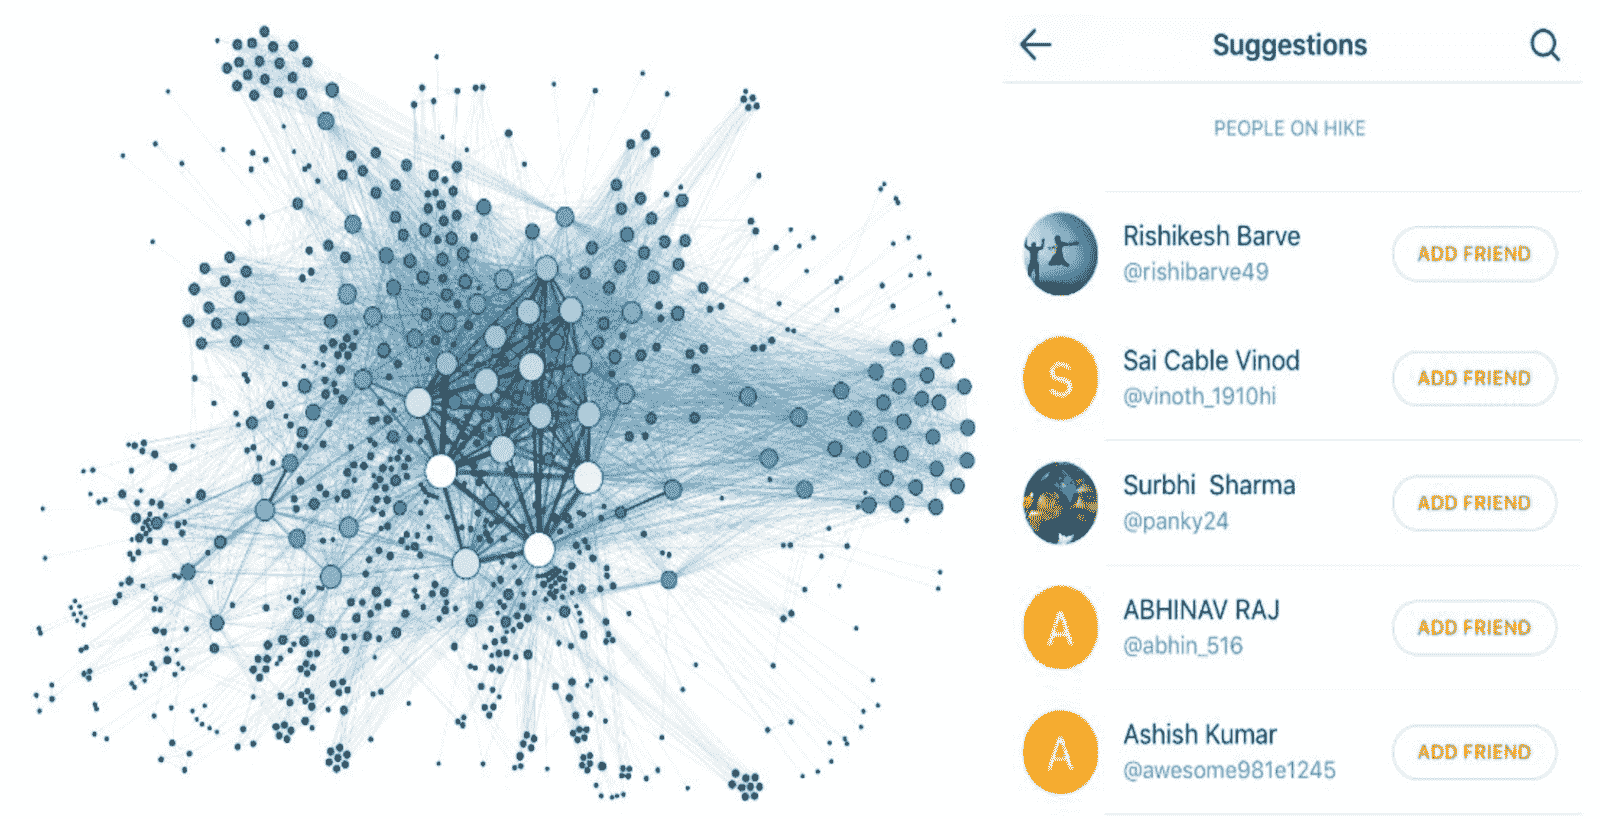 Suggestions
PEOPLE ON HIKE
Rishikesh Barve
@rishibarve49
ADD FRIEND
S
Sai Cable Vinod
@vinoth_1910hi
ADD FRIEND
Surbhi  Sharma
@panky24
ADD FRIEND
A
ABHINAV RAJ
@abhin_516
ADD FRIEND
A
Ashish Kumar
@awesome981e1245
ADD FRIEND